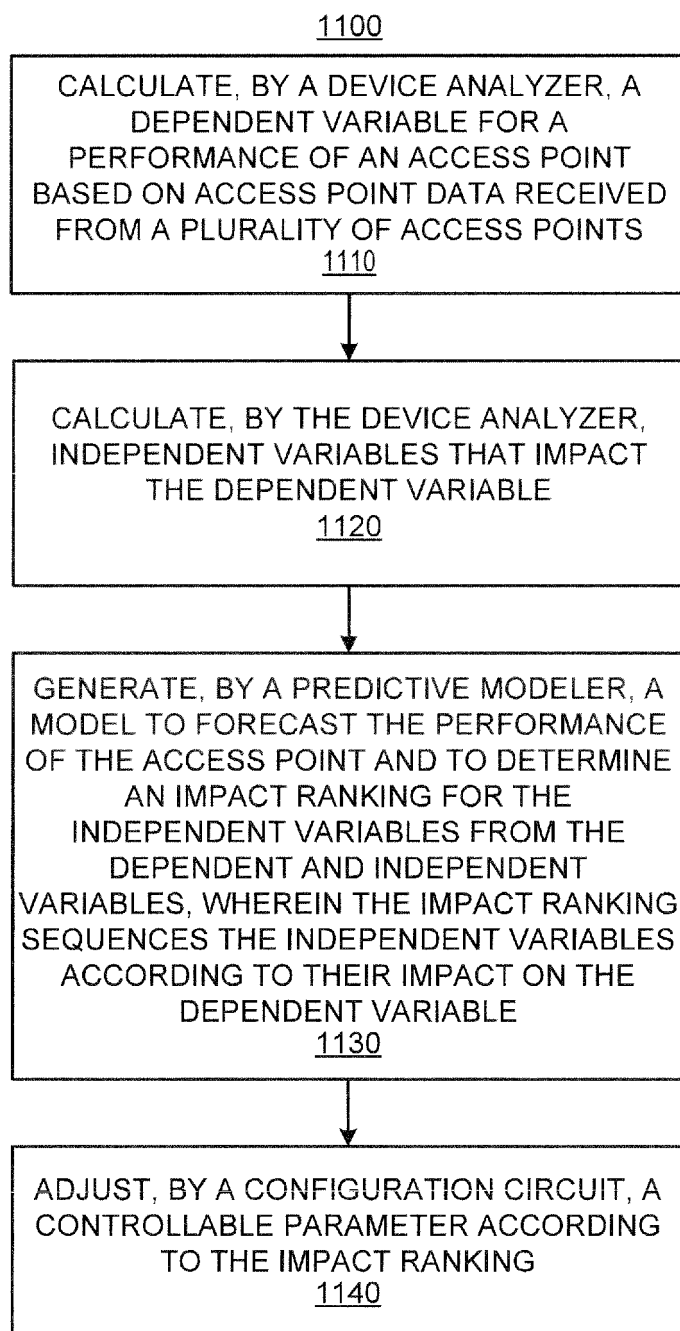 1100
CALCULATE, BY A DEVICE ANALYZER, A
DEPENDENT VARIABLE FOR A
PERFORMANCE OF AN ACCESS POINT
BASED ON ACCESS POINT DATA RECEIVED
FROM A PLURALITY OF ACCESS POINTS
1110
CALCULATE, BY THE DEVICE ANALYZER,
INDEPENDENT VARIABLES THAT IMPACT
THE DEPENDENT VARIABLE
1120
GENERATE, BY A PREDICTIVE MODELER, A
MODEL TO FORECAST THE PERFORMANCE
OF THE ACCESS POINT AND TO DETERMINE
AN IMPACT RANKING FOR THE
INDEPENDENT VARIABLES FROM THE
DEPENDENT AND INDEPENDENT
VARIABLES, WHEREIN THE IMPACT RANKING
SEQUENCES THE INDEPENDENT VARIABLES
ACCORDING TO THEIR IMPACT ON THE
DEPENDENT VARIABLE
1130
ADJUST, BY A CONFIGURATION CIRCUIT, A
CONTROLLABLE PARAMETER ACCORDING
TO THE IMPACT RANKING
1140